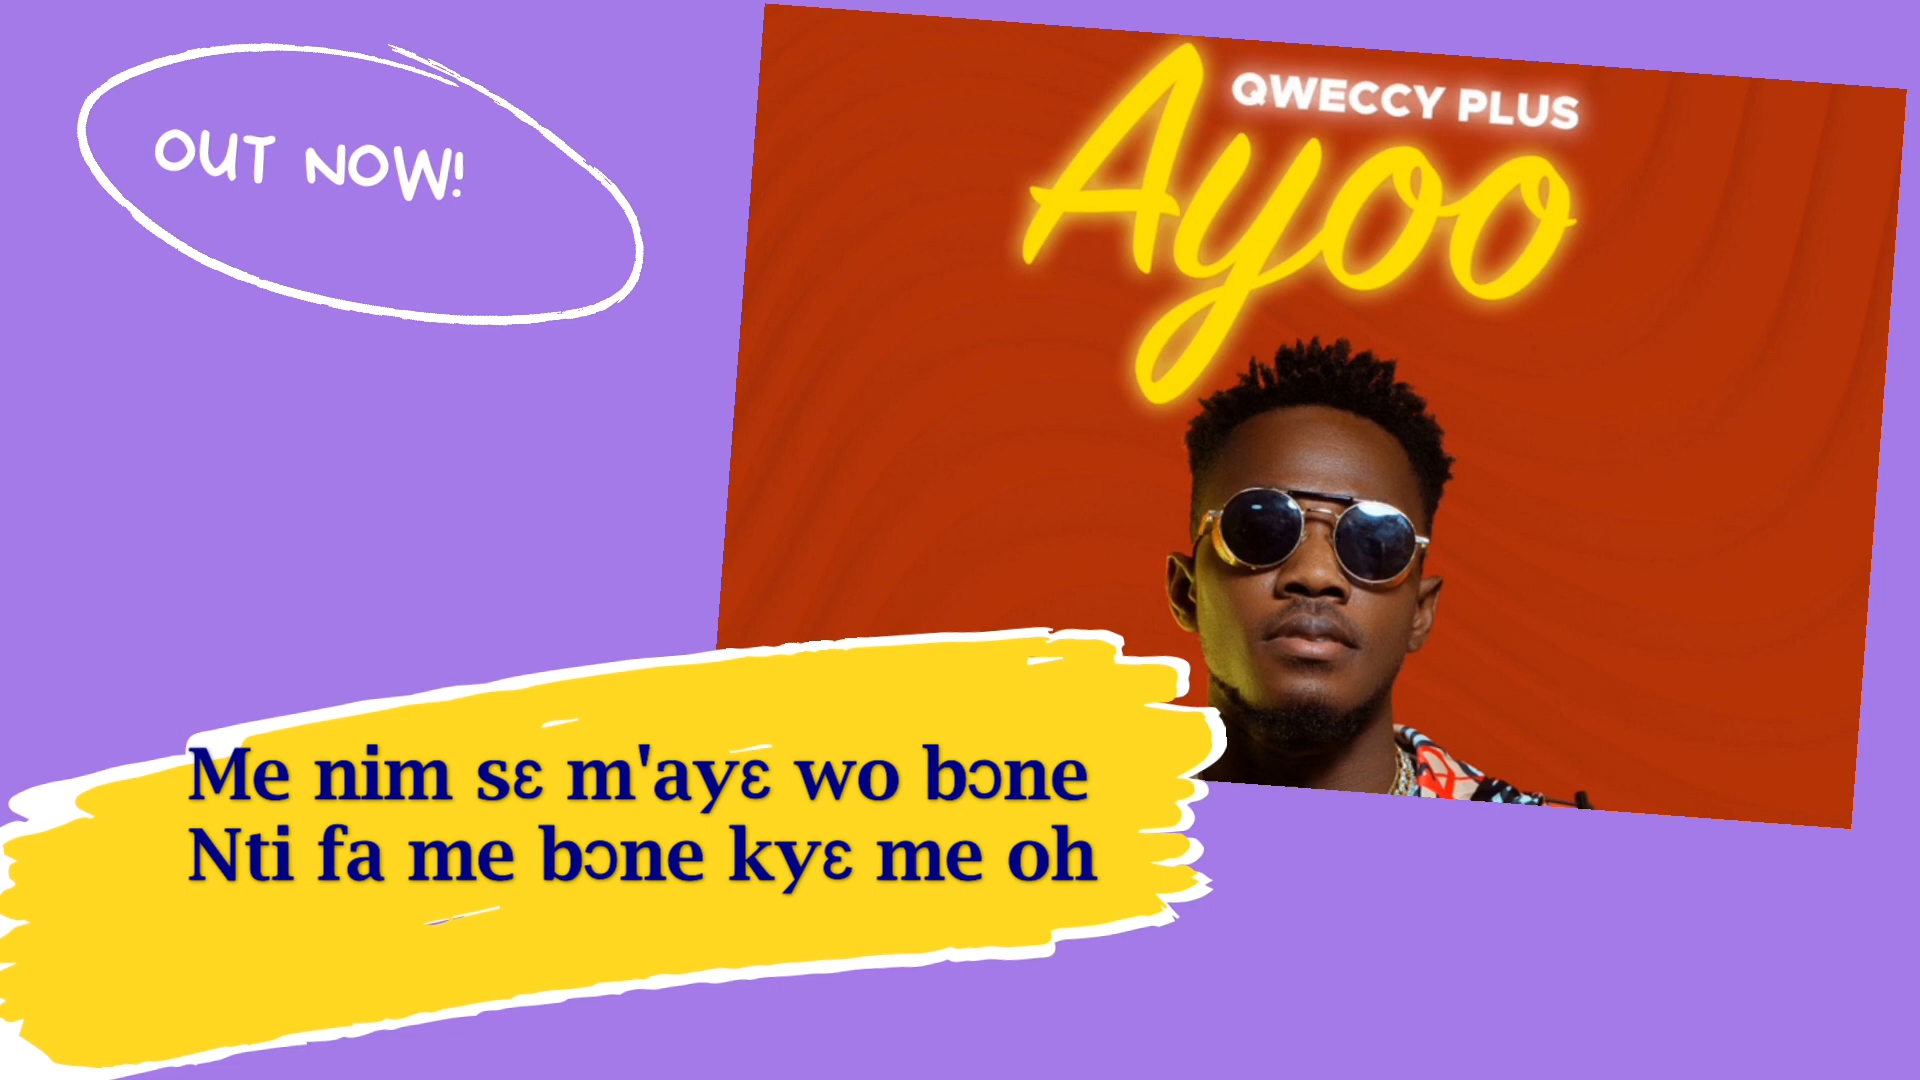 OUT NOW!
QWECCY PLUS
Ayoo
Me nim sɛ m'ayɛ wo bɔne
Nti fa me bɔne kyɛ me oh